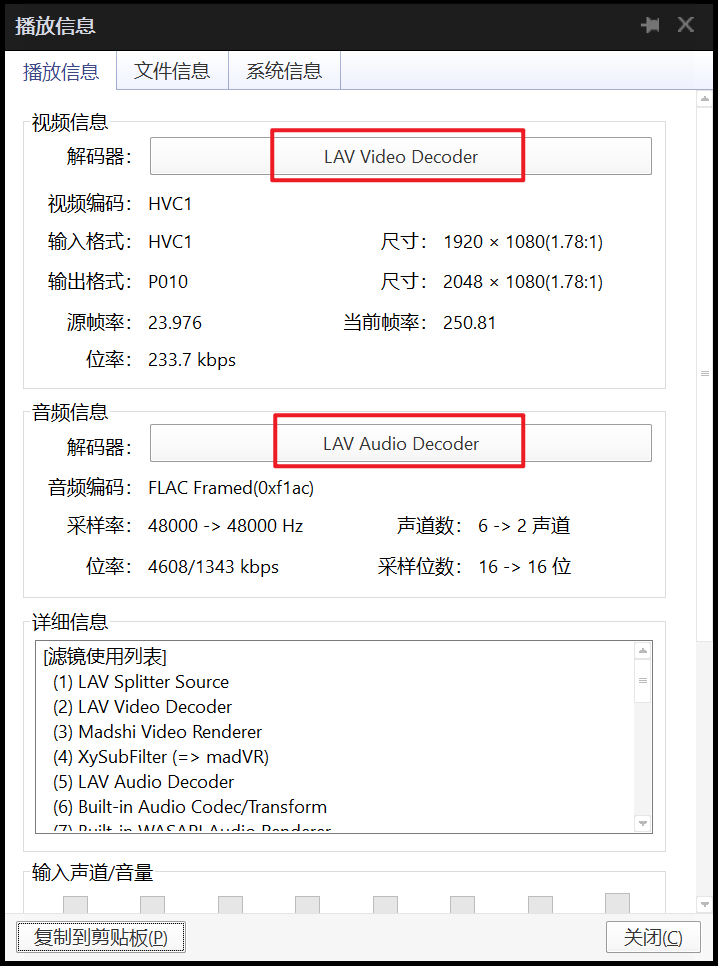 播放信息
播放信息 文件信息 系统信息
视频信息
解码器： LAV Video Decoder
视频编码： HVC1
输入格式： HVC1 尺寸： 1920 × 1080(1.78:1)
输出格式： P010 尺寸： 2048 × 1080(1.78:1)
源帧率： 23.976 当前帧率： 250.81
位率： 233.7 kbps
音频信息
解码器： LAV Audio Decoder
音频编码： FLAC Framed(0xf1ac)
采样率： 48000 -> 48000 Hz 声道数： 6 -> 2 声道
位率： 4608/1343 kbps 采样位数： 16 -> 16 位
详细信息
[滤镜使用列表]
(1) LAV Splitter Source
(2) LAV Video Decoder
(3) Madshi Video Renderer
(4) XySubFilter (=> madVR)
(5) LAV Audio Decoder
(6) Built-in Audio Codec/Transform
(7) Built-in WASAPI Audio Renderer
输入声道/音量
复制到剪贴板(P) 关闭(C)